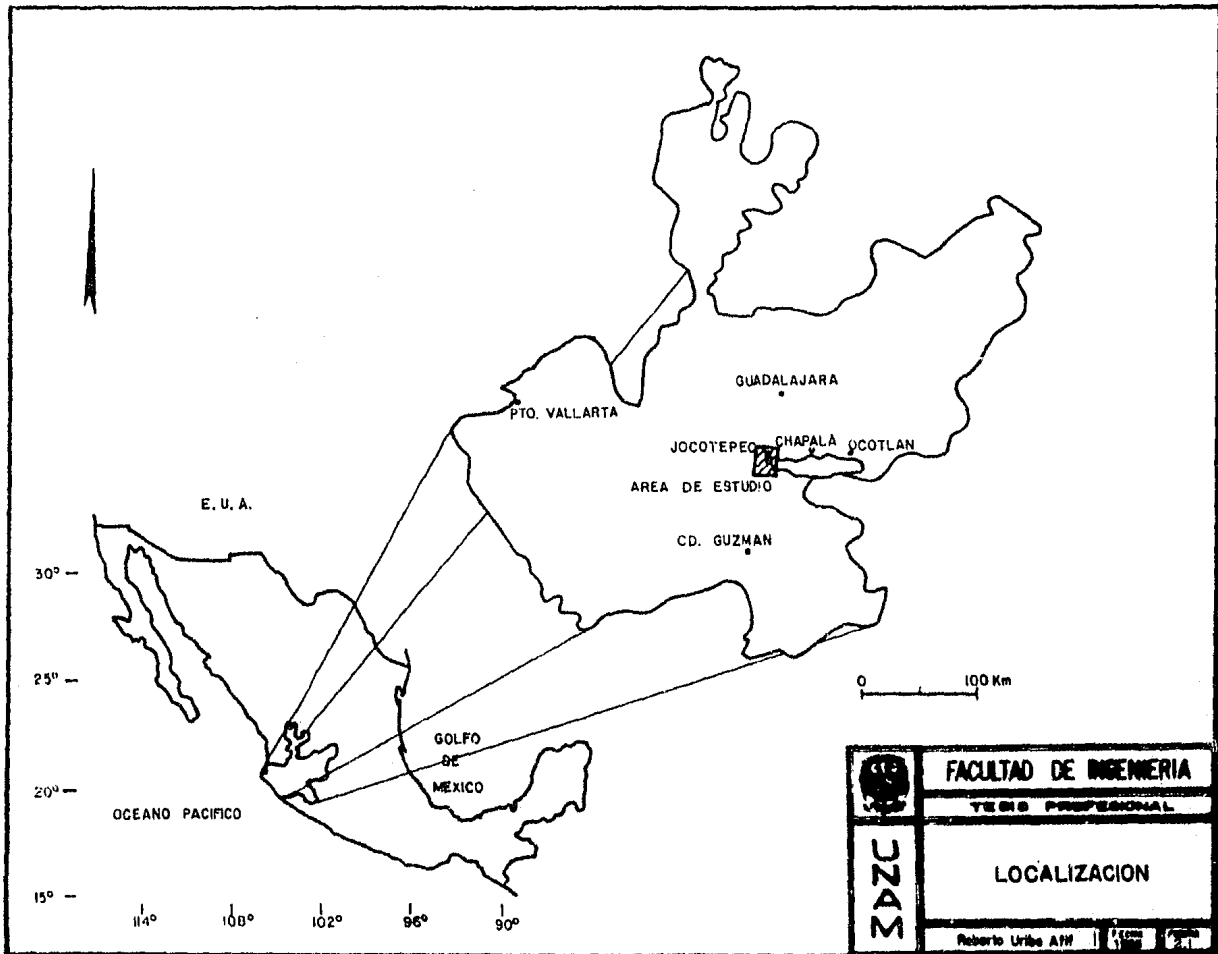 GUADALAJARA
PTO. VALLARTA
JOCOTEPEC
CHAPALA
OCOTLAN
AREA DE ESTUDIO
CD. GUZMAN
E. U. A.
30°
25°
20°
15°
114°
108°
102°
96°
90°
GOLFO
DE
MEXICO
OCEANO PACIFICO
0 100 Km
FACULTAD DE INGENIERIA
TESIS PROFESIONAL
UNAM
LOCALIZACION
Roberto Uribe Afif